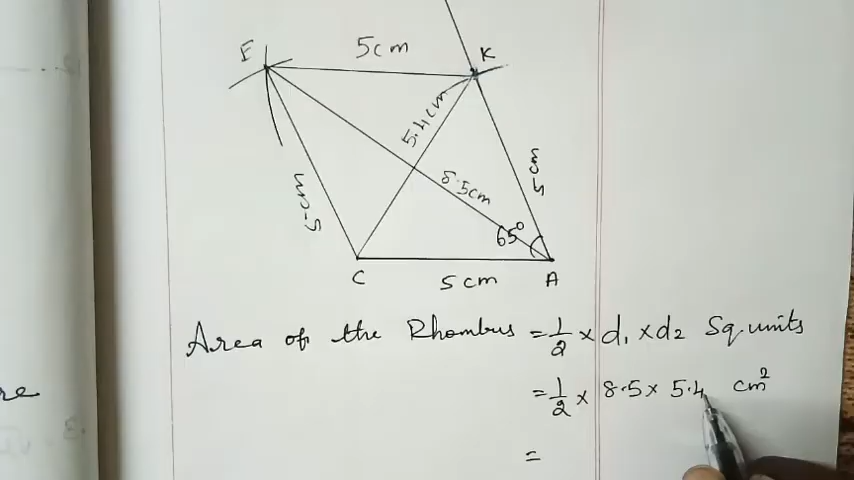 E
5cm
K
5.4cm
8.5cm
5cm
5cm
65°
C
5cm
A
Area of the Rhombus = 1/2 × d₁ × d₂ Sq.units
= 1/2 × 8.5 × 5.4 cm²
=
re